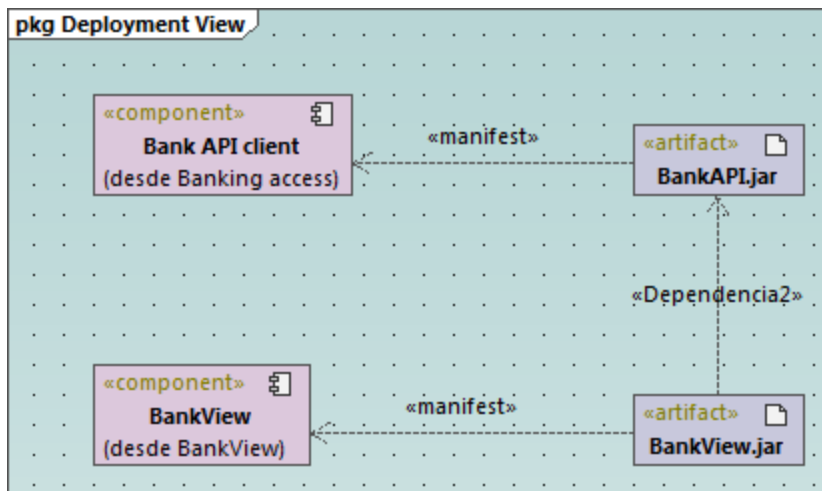 pkg Deployment View
«component»
Bank API client
(desde Banking access)
«manifest»
«artifact»
BankAPI.jar
«Dependencia2»
«component»
BankView
(desde BankView)
«manifest»
«artifact»
BankView.jar